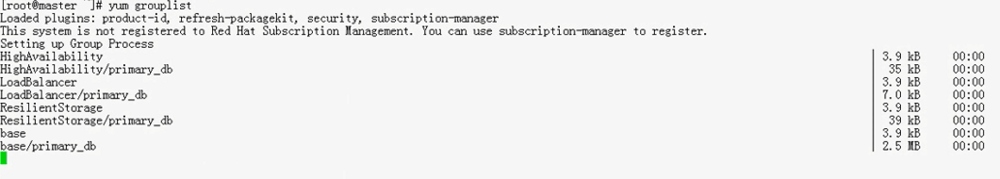 [root@master ~]# yum grouplist
Loaded plugins: product-id, refresh-packagekit, security, subscription-manager
This system is not registered to Red Hat Subscription Management. You can use subscription-manager to register.
Setting up Group Process
HighAvailability | 3.9 kB 00:00
HighAvailability/primary_db | 35 kB 00:00
LoadBalancer | 3.9 kB 00:00
LoadBalancer/primary_db | 7.0 kB 00:00
ResilientStorage | 3.9 kB 00:00
ResilientStorage/primary_db | 39 kB 00:00
base | 3.9 kB 00:00
base/primary_db | 2.5 MB 00:00